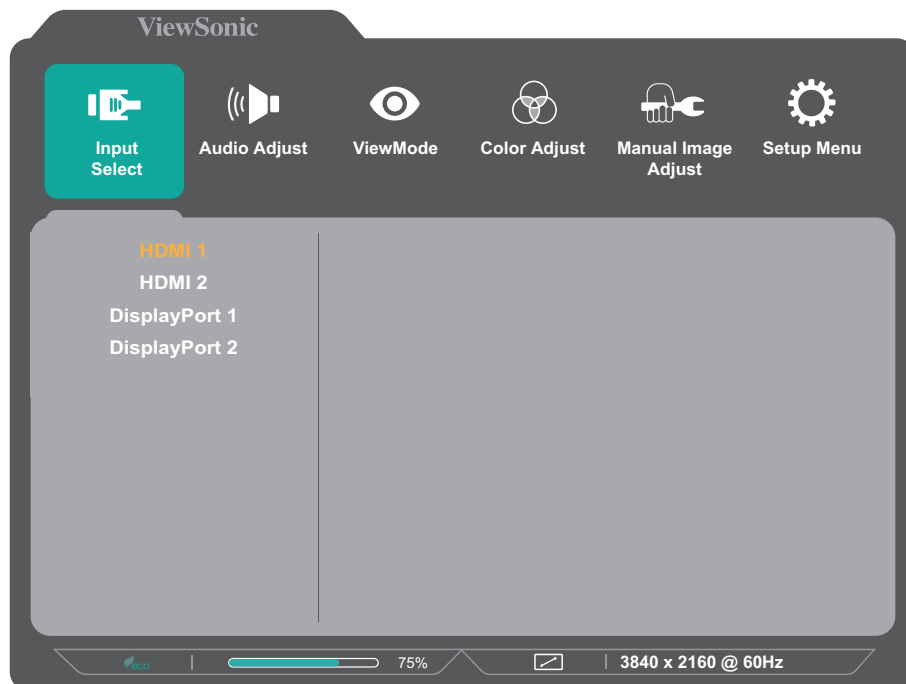 ViewSonic
Input
Select
Audio Adjust
ViewMode
Color Adjust
Manual Image
Adjust
Setup Menu
HDMI 1
HDMI 2
DisplayPort 1
DisplayPort 2
ECO
75%
3840 x 2160 @ 60Hz